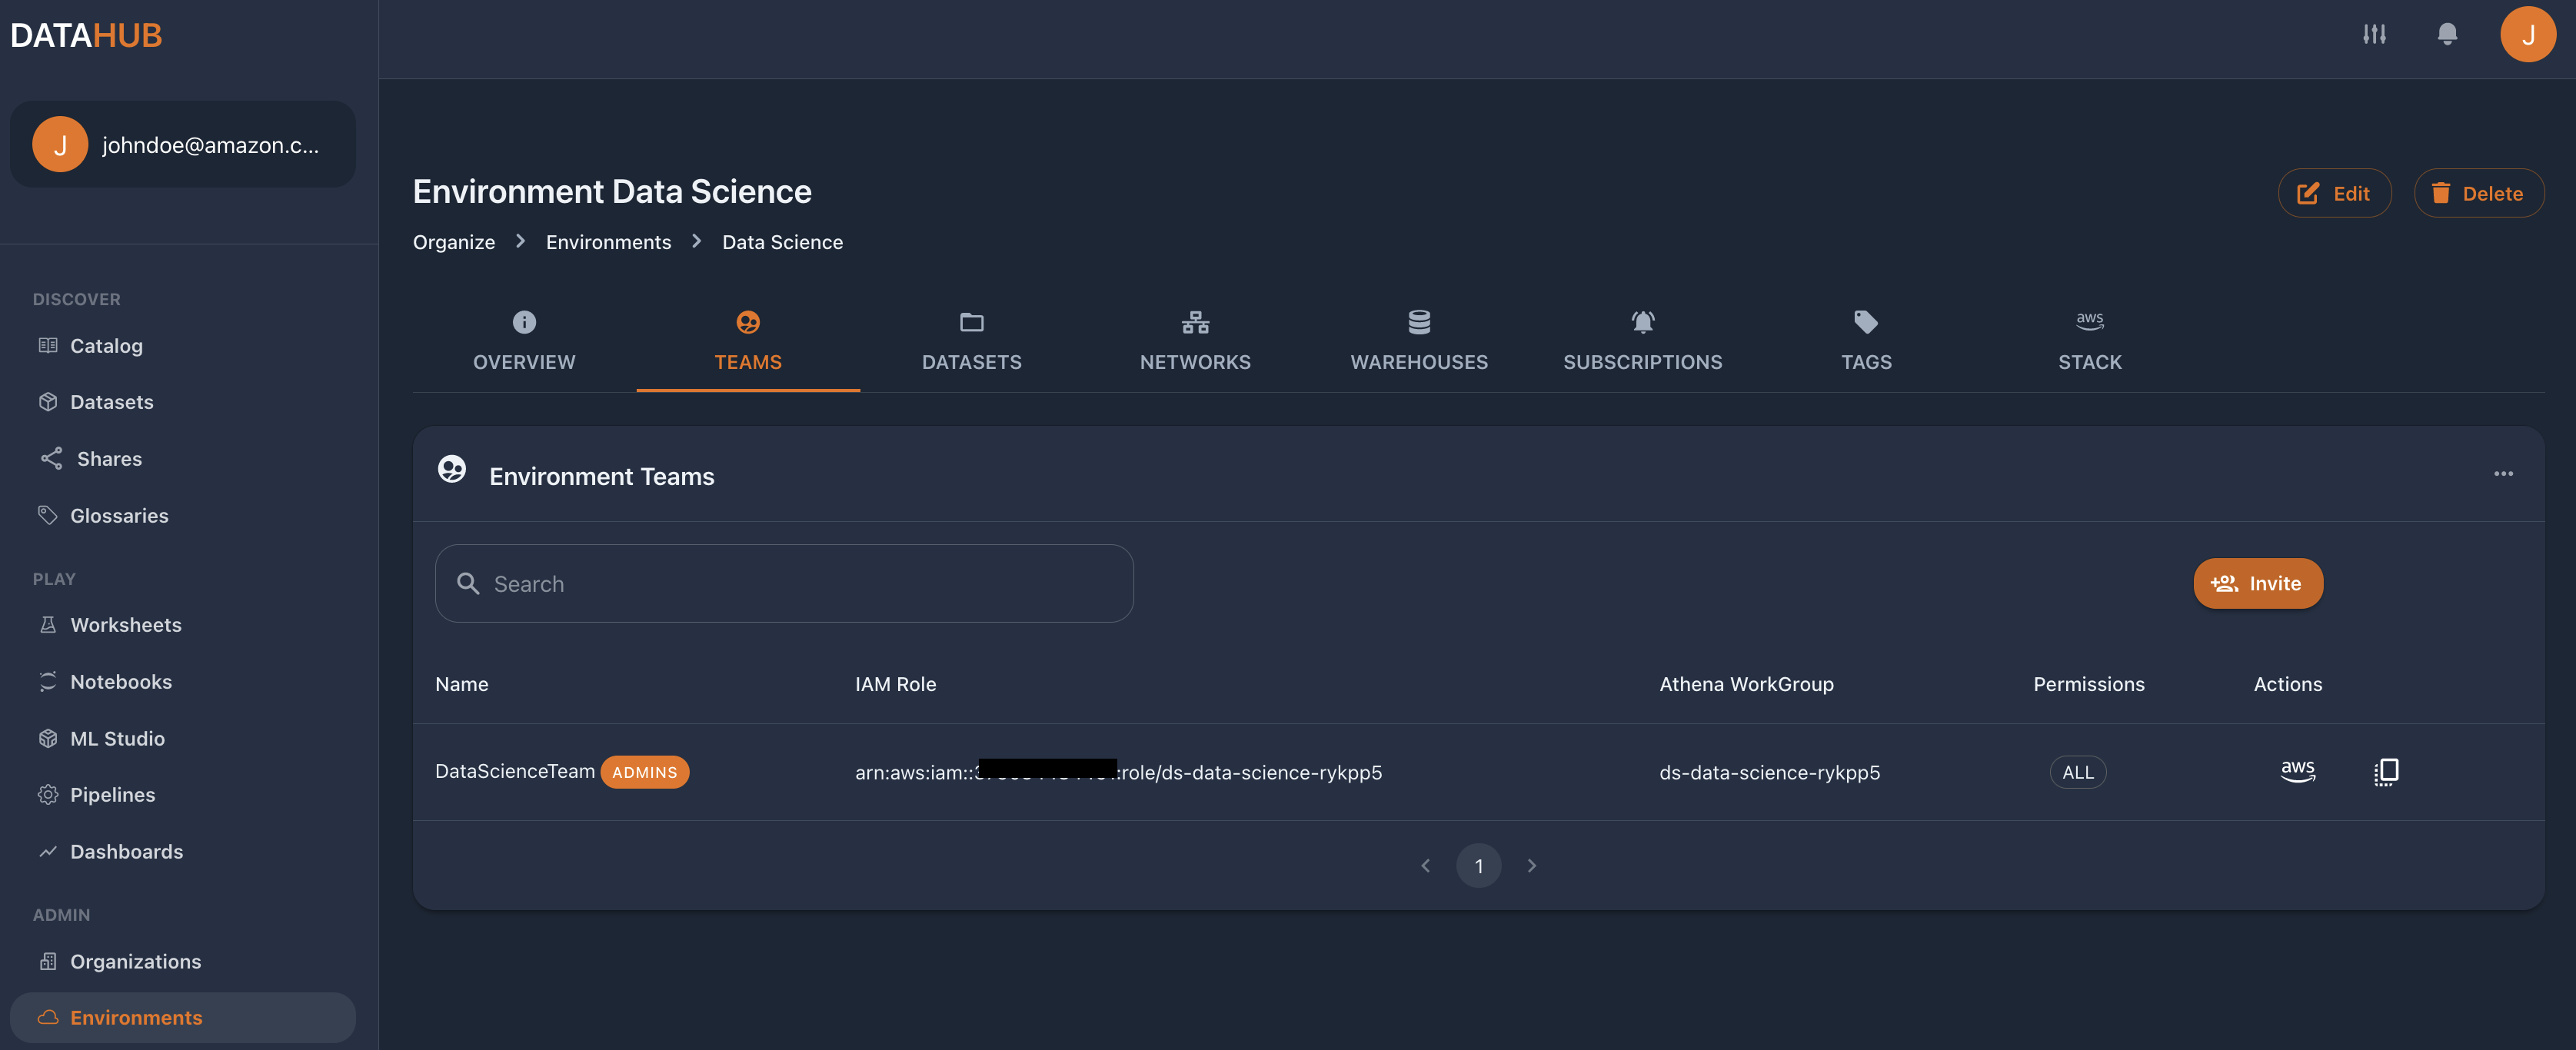 DATAHUB
J
J
johndoe@amazon.c...
Environment Data Science
Edit
Delete
Organize > Environments > Data Science
DISCOVER
Catalog
Datasets
Shares
Glossaries
PLAY
Worksheets
Notebooks
ML Studio
Pipelines
Dashboards
ADMIN
Organizations
Environments
OVERVIEW
TEAMS
DATASETS
NETWORKS
WAREHOUSES
SUBSCRIPTIONS
TAGS
aws
STACK
Environment Teams
Search
Invite
Name IAM Role Athena WorkGroup Permissions Actions
DataScienceTeam ADMINS arn:aws:iam:: :role/ds-data-science-rykpp5 ds-data-science-rykpp5 ALL aws
1